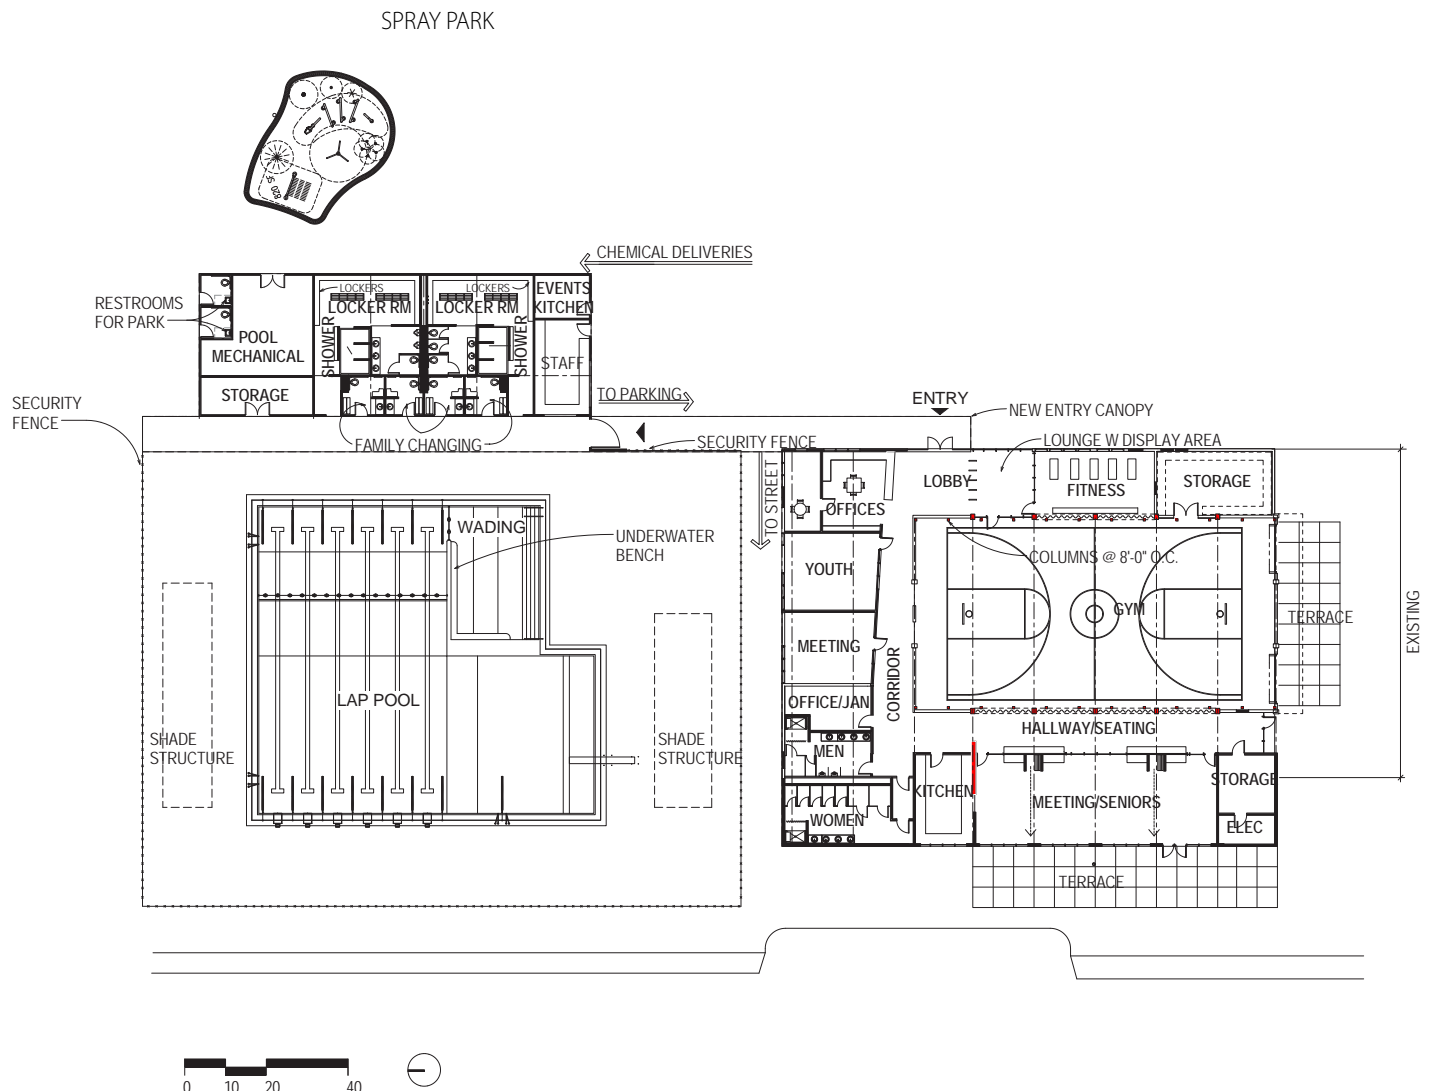 SPRAY PARK
820 SF
CHEMICAL DELIVERIES
LOCKERS
LOCKERS
EVENTS
KITCHEN
RESTROOMS
FOR PARK
LOCKER RM
LOCKER RM
POOL
MECHANICAL
SHOWER
SHOWER
STAFF
STORAGE
TO PARKING
SECURITY
FENCE
ENTRY
NEW ENTRY CANOPY
FAMILY CHANGING
SECURITY FENCE
LOUNGE W DISPLAY AREA
TO STREET
LOBBY
FITNESS
STORAGE
OFFICES
WADING
UNDERWATER
BENCH
COLUMNS @ 8'-0" O.C.
YOUTH
GYM
TERRACE
EXISTING
MEETING
CORRIDOR
LAP POOL
OFFICE/JAN
HALLWAY/SEATING
SHADE
STRUCTURE
SHADE
STRUCTURE
MEN
STORAGE
KITCHEN
MEETING/SENIORS
WOMEN
ELEC
TERRACE
0 10 20 40